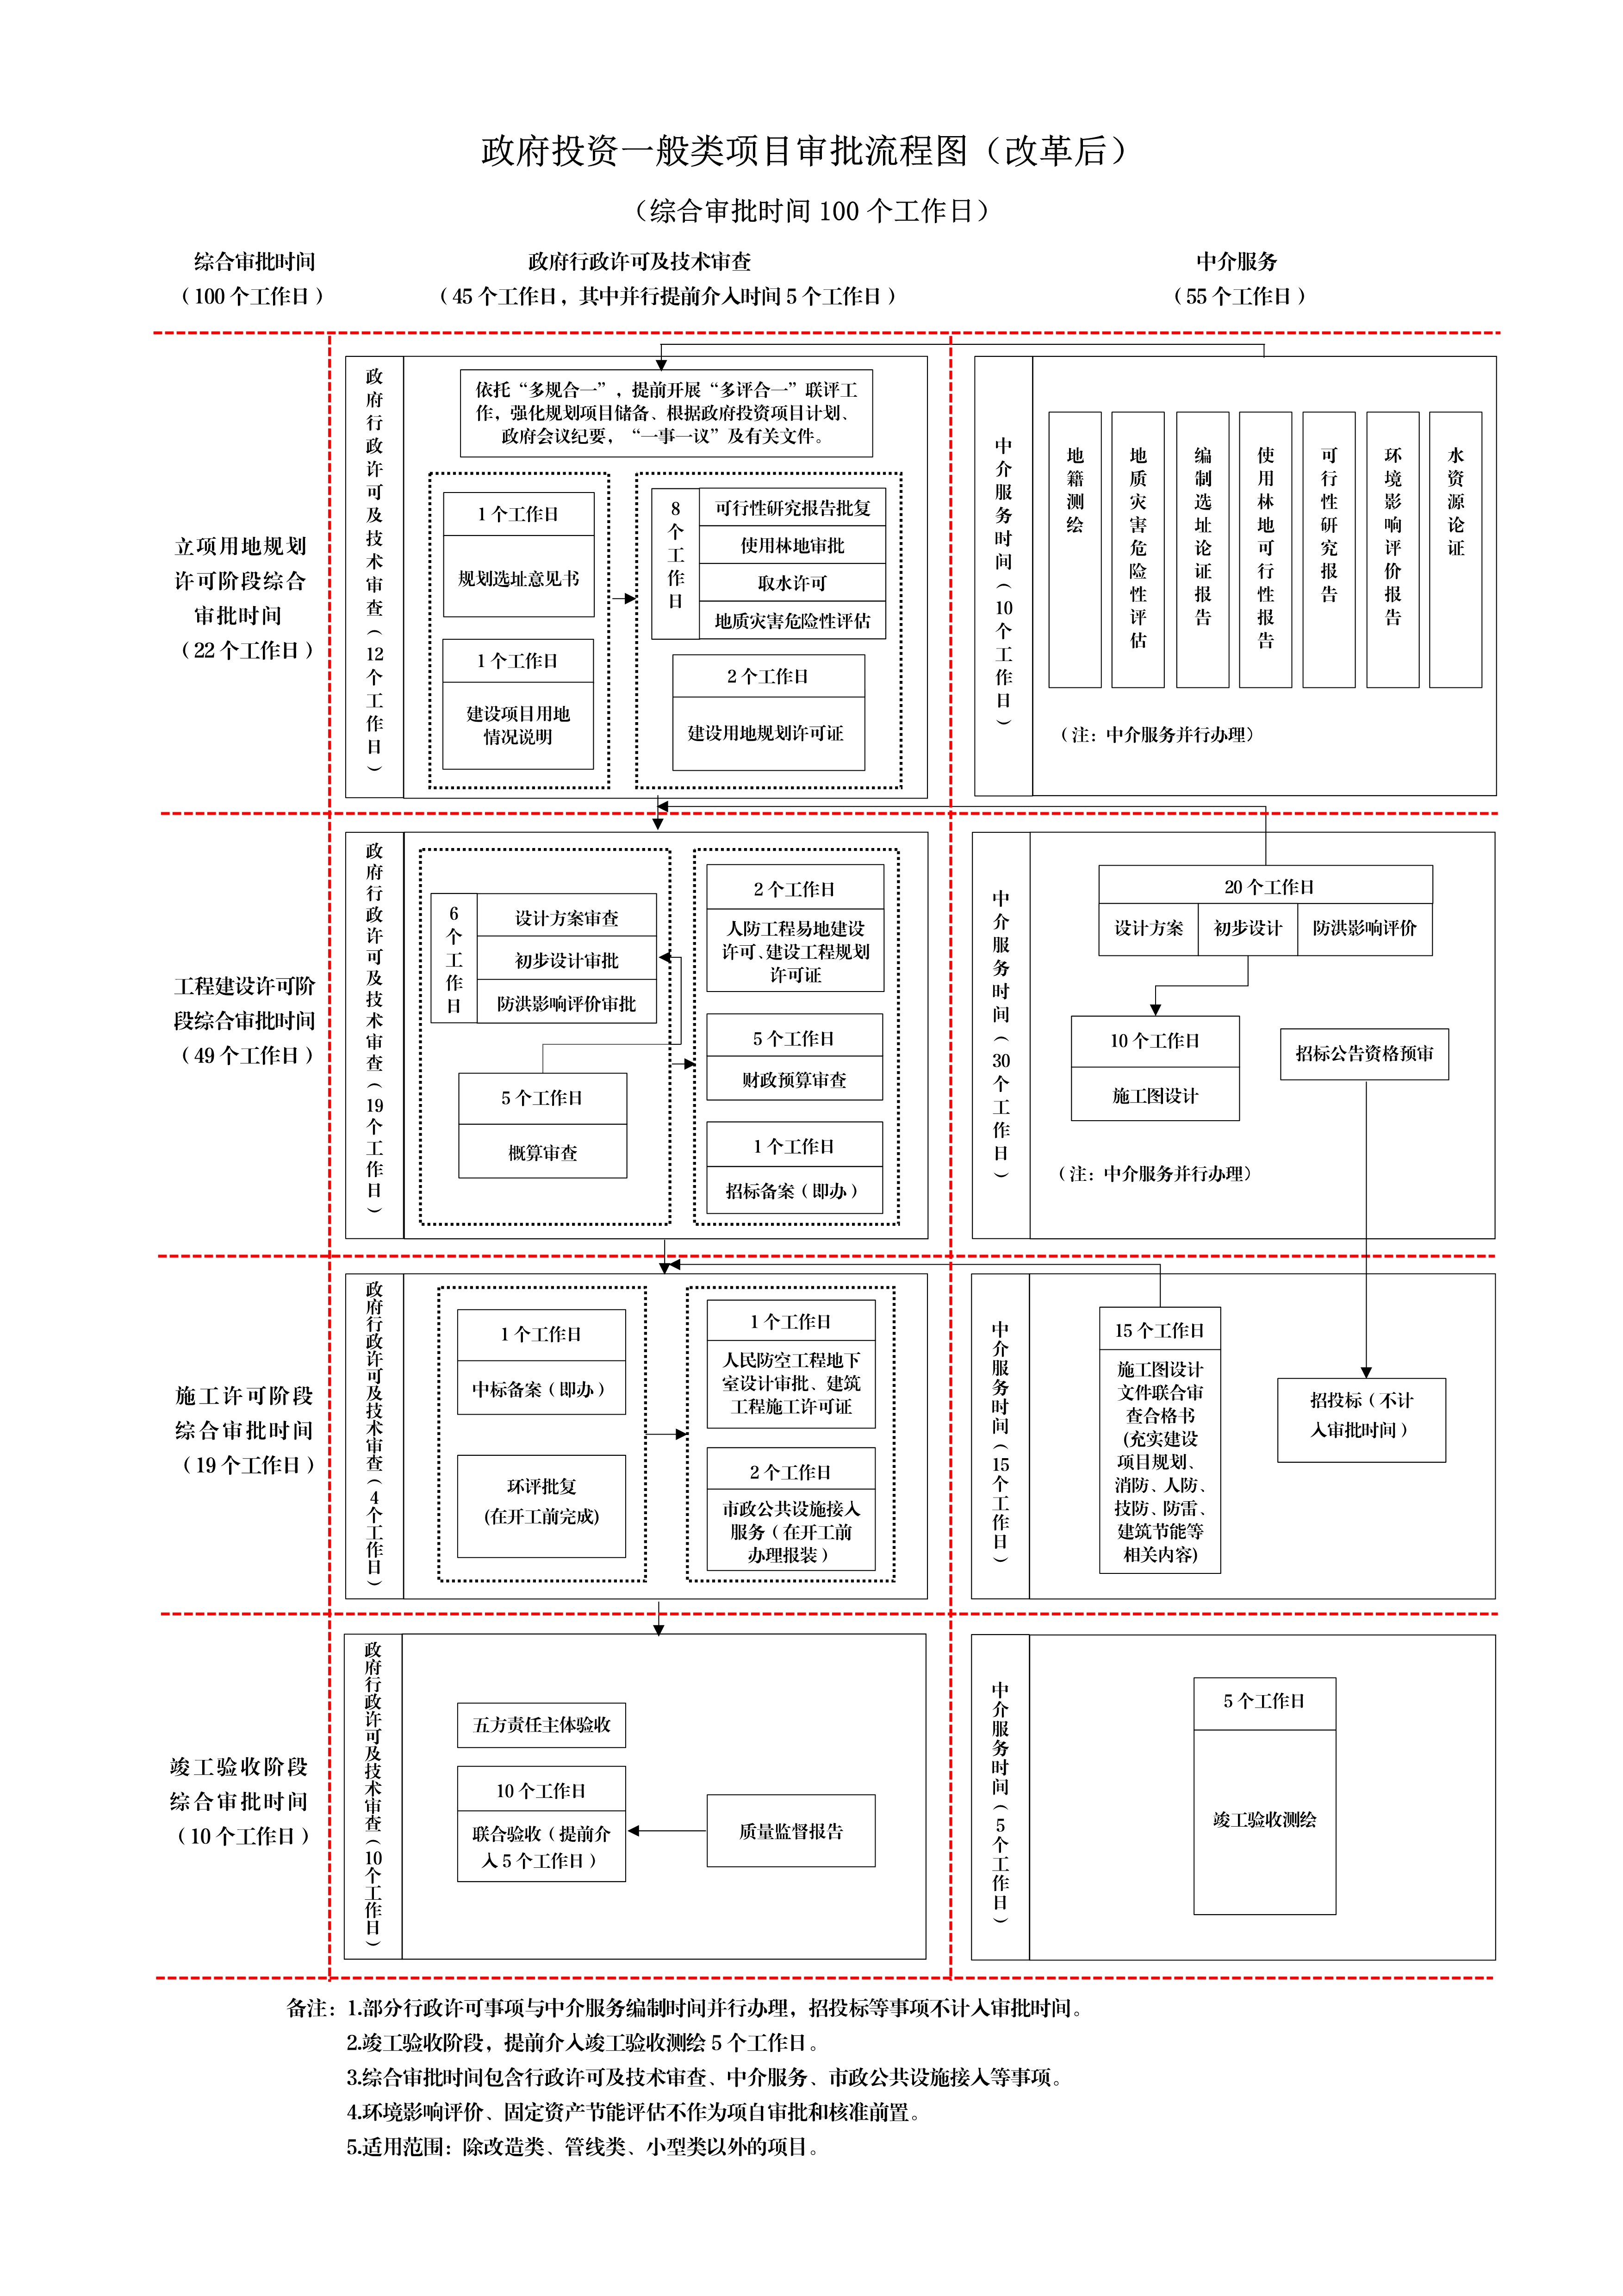 政府投资一般类项目审批流程图（改革后）
（综合审批时间 100 个工作日）
综合审批时间
（100 个工作日）
政府行政许可及技术审查
（45 个工作日，其中并行提前介入时间 5 个工作日）
中介服务
（55 个工作日）
立项用地规划
许可阶段综合
审批时间
（22 个工作日）
政府行政许可及技术审查（12个工作日）
依托“多规合一”，提前开展“多评合一”联评工
作，强化规划项目储备、根据政府投资项目计划、
政府会议纪要，“一事一议”及有关文件。
1 个工作日
规划选址意见书
1 个工作日
建设项目用地
情况说明
8个工作日
可行性研究报告批复
使用林地审批
取水许可
地质灾害危险性评估
2 个工作日
建设用地规划许可证
中介服务时间（10个工作日）
地籍测绘
地质灾害危险性评估
编制选址论证报告
使用林地可行性报告
可行性研究报告
环境影响评价报告
水资源论证
（注：中介服务并行办理）
工程建设许可阶
段综合审批时间
（49 个工作日）
政府行政许可及技术审查（19个工作日）
6个工作日
设计方案审查
初步设计审批
防洪影响评价审批
5 个工作日
概算审查
2 个工作日
人防工程易地建设
许可、建设工程规划
许可证
5 个工作日
财政预算审查
1 个工作日
招标备案（即办）
中介服务时间（30个工作日）
20 个工作日
设计方案
初步设计
防洪影响评价
10 个工作日
施工图设计
招标公告资格预审
（注：中介服务并行办理）
施工许可阶段
综合审批时间
（19 个工作日）
政府行政许可及技术审查（4个工作日）
1 个工作日
中标备案（即办）
环评批复
(在开工前完成)
1 个工作日
人民防空工程地下
室设计审批、建筑
工程施工许可证
2 个工作日
市政公共设施接入
服务（在开工前
办理报装）
中介服务时间（15个工作日）
15 个工作日
施工图设计
文件联合审
查合格书
(充实建设
项目规划、
消防、人防、
技防、防雷、
建筑节能等
相关内容)
招投标（不计
入审批时间）
竣工验收阶段
综合审批时间
（10 个工作日）
政府行政许可及技术审查（10个工作日）
五方责任主体验收
10 个工作日
联合验收（提前介
入 5 个工作日）
质量监督报告
中介服务时间（5个工作日）
5 个工作日
竣工验收测绘
备注：1.部分行政许可事项与中介服务编制时间并行办理，招投标等事项不计入审批时间。
2.竣工验收阶段，提前介入竣工验收测绘 5 个工作日。
3.综合审批时间包含行政许可及技术审查、中介服务、市政公共设施接入等事项。
4.环境影响评价、固定资产节能评估不作为项自审批和核准前置。
5.适用范围：除改造类、管线类、小型类以外的项目。